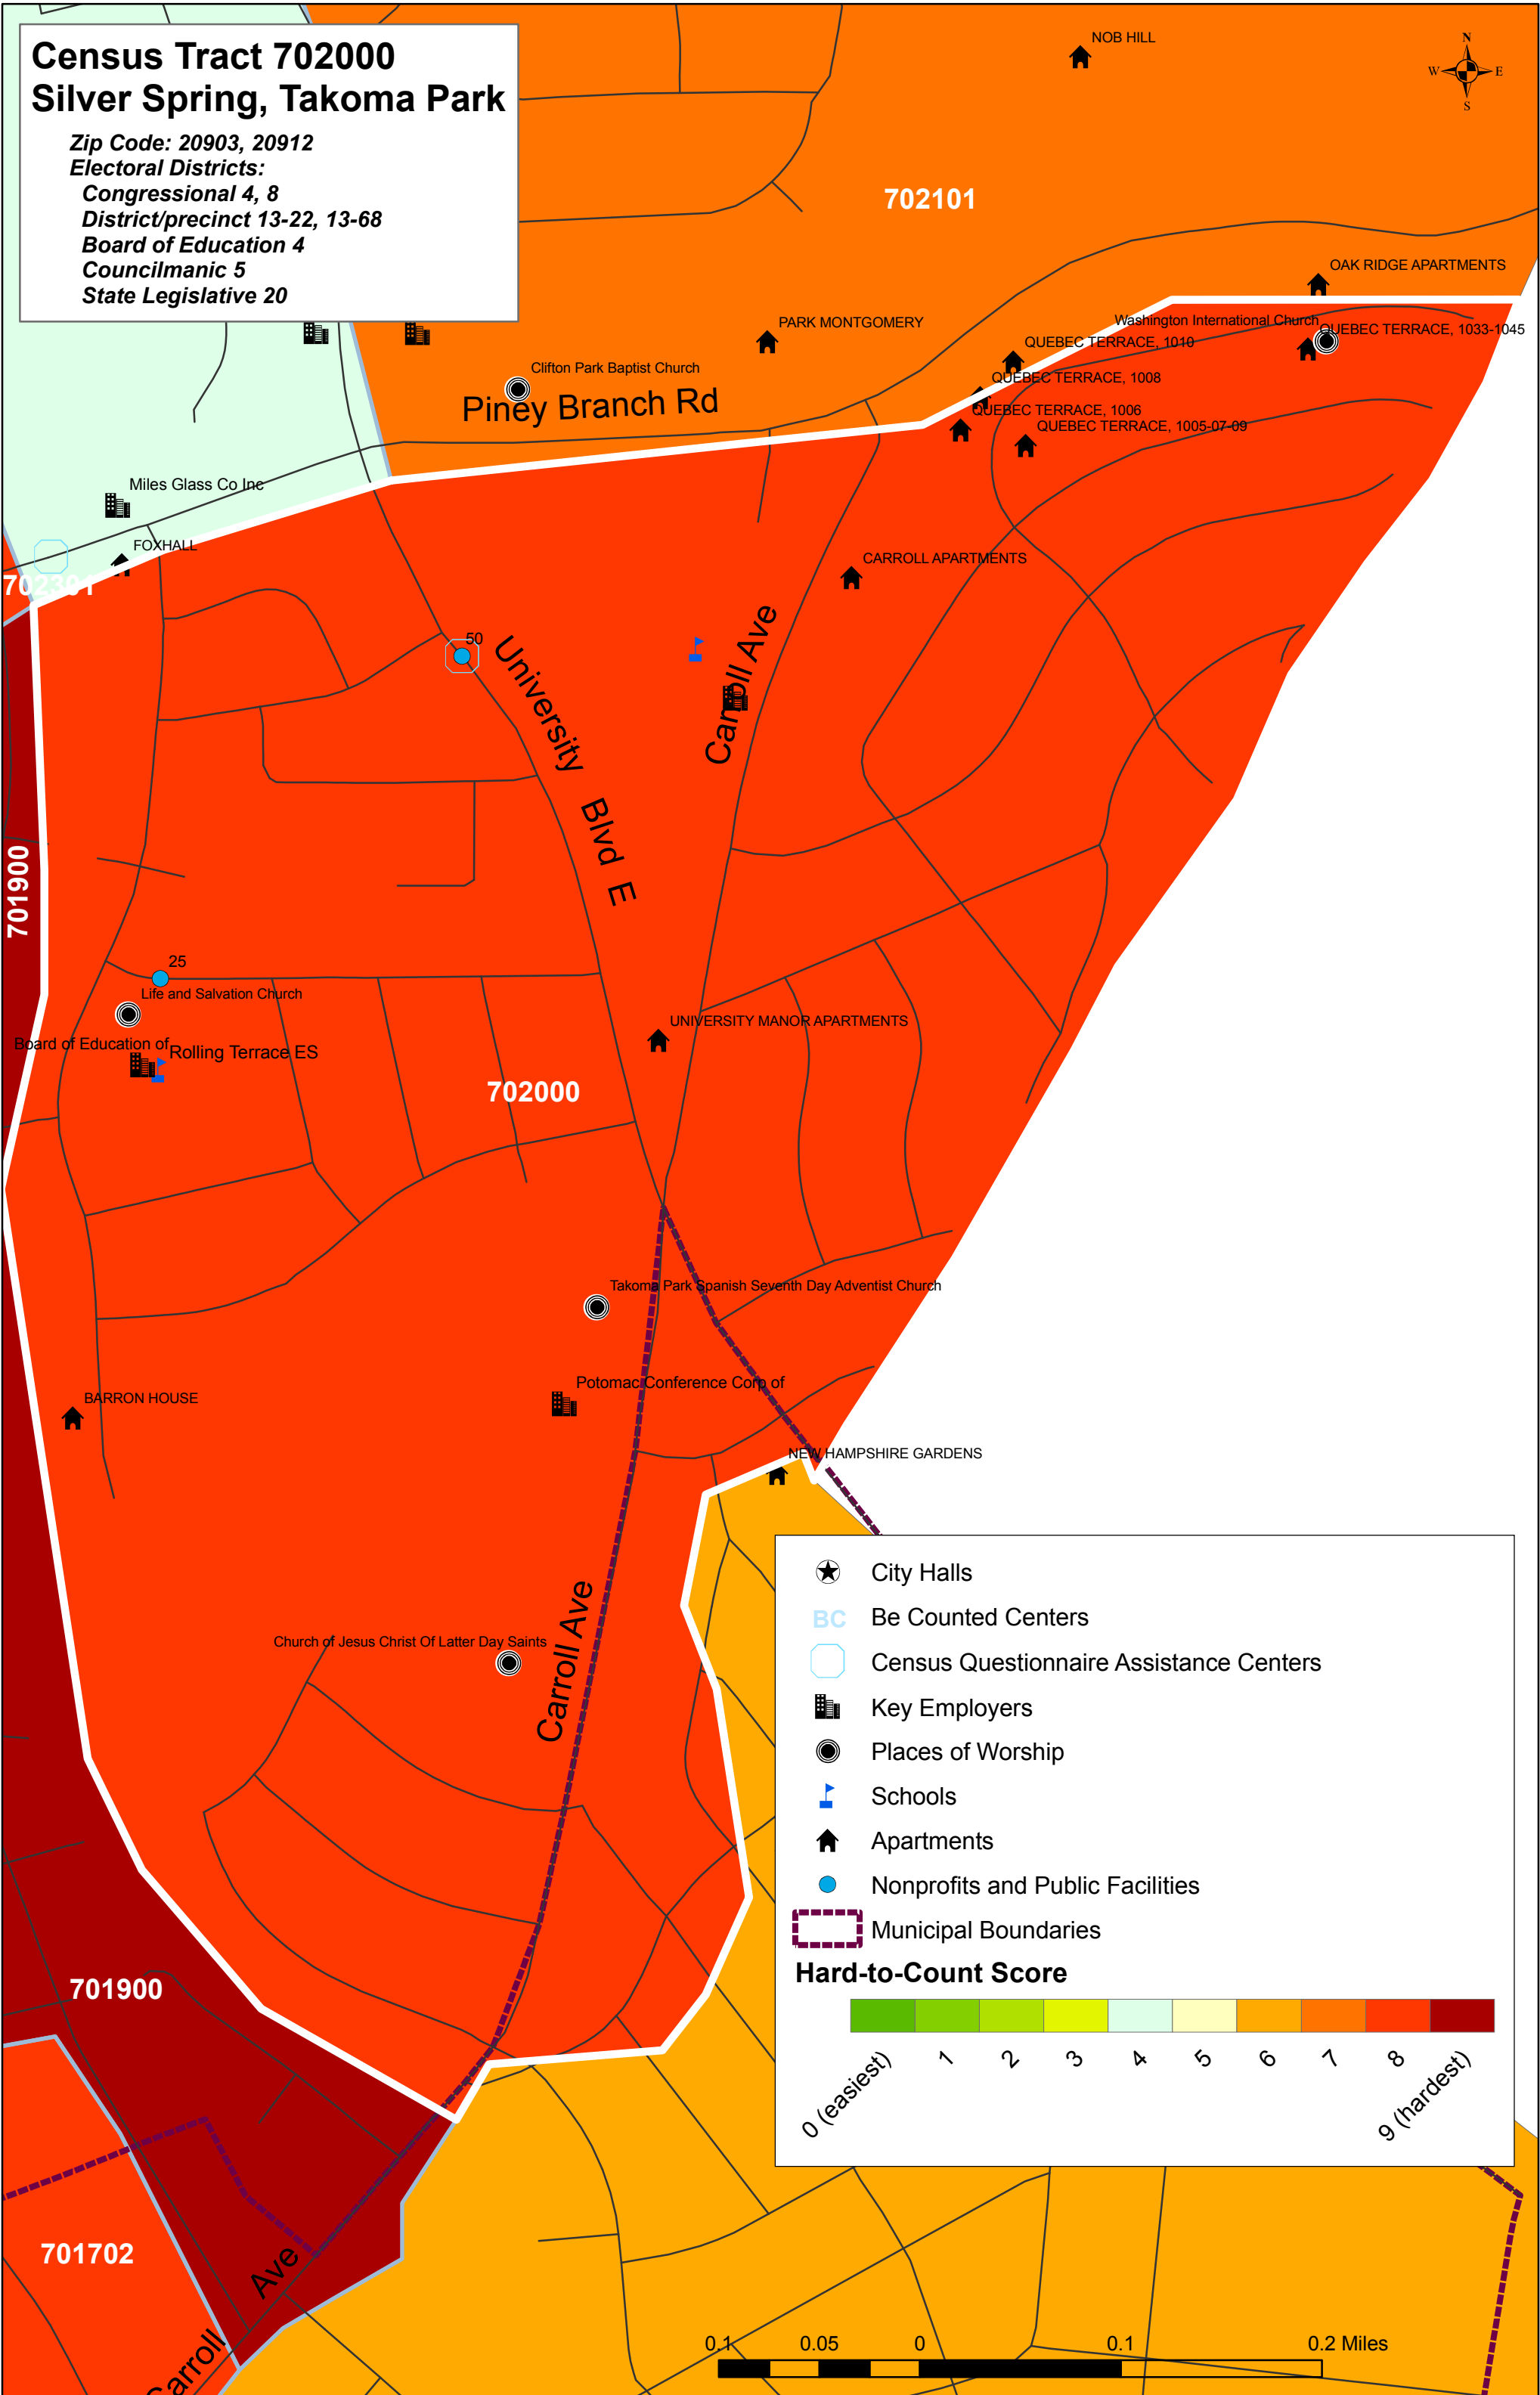 Census Tract 702000
Silver Spring, Takoma Park
Zip Code: 20903, 20912
Electoral Districts:
Congressional 4, 8
District/precinct 13-22, 13-68
Board of Education 4
Councilmanic 5
State Legislative 20
NOB HILL
N
W E
S
702101
OAK RIDGE APARTMENTS
PARK MONTGOMERY
Washington International Church
QUEBEC TERRACE, 1033-1045
QUEBEC TERRACE, 1010
Clifton Park Baptist Church
QUEBEC TERRACE, 1008
Piney Branch Rd
QUEBEC TERRACE, 1006
QUEBEC TERRACE, 1005-07-09
Miles Glass Co Inc
FOXHALL
702301
CARROLL APARTMENTS
50
University Blvd E
Carroll Ave
701900
25
Life and Salvation Church
Board of Education of
Rolling Terrace ES
UNIVERSITY MANOR APARTMENTS
702000
Takoma Park Spanish Seventh Day Adventist Church
Potomac Conference Corp of
BARRON HOUSE
NEW HAMPSHIRE GARDENS
Church of Jesus Christ Of Latter Day Saints
Carroll Ave
City Halls
BC Be Counted Centers
Census Questionnaire Assistance Centers
Key Employers
Places of Worship
Schools
Apartments
Nonprofits and Public Facilities
Municipal Boundaries
Hard-to-Count Score
0 (easiest) 1 2 3 4 5 6 7 8 9 (hardest)
701900
701702
Carroll Ave
0.1 0.05 0 0.1 0.2 Miles